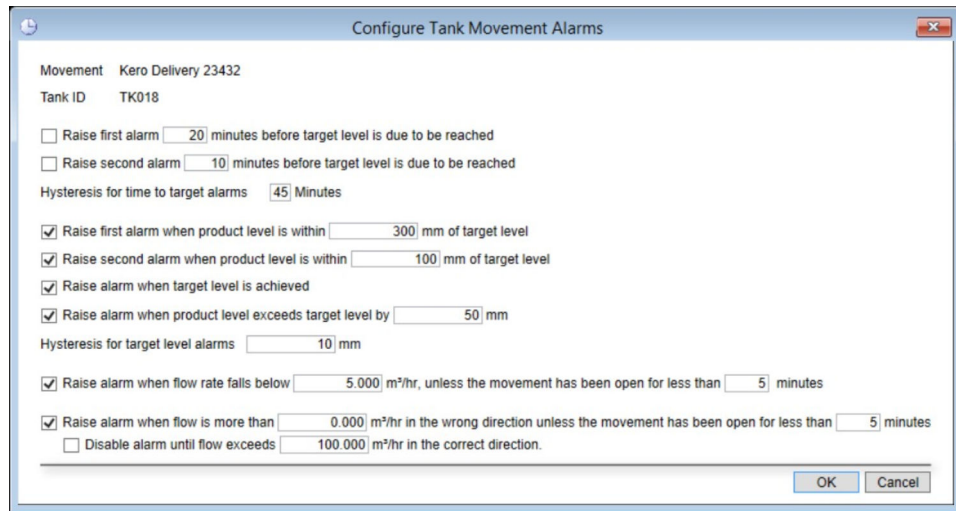 Configure Tank Movement Alarms
Movement Kero Delivery 23432
Tank ID TK018
Raise first alarm 20 minutes before target level is due to be reached
Raise second alarm 10 minutes before target level is due to be reached
Hysteresis for time to target alarms 45 Minutes
Raise first alarm when product level is within 300 mm of target level
Raise second alarm when product level is within 100 mm of target level
Raise alarm when target level is achieved
Raise alarm when product level exceeds target level by 50 mm
Hysteresis for target level alarms 10 mm
Raise alarm when flow rate falls below 5.000 m³/hr, unless the movement has been open for less than 5 minutes
Raise alarm when flow is more than 0.000 m³/hr in the wrong direction unless the movement has been open for less than 5 minutes
Disable alarm until flow exceeds 100.000 m³/hr in the correct direction.
OK Cancel